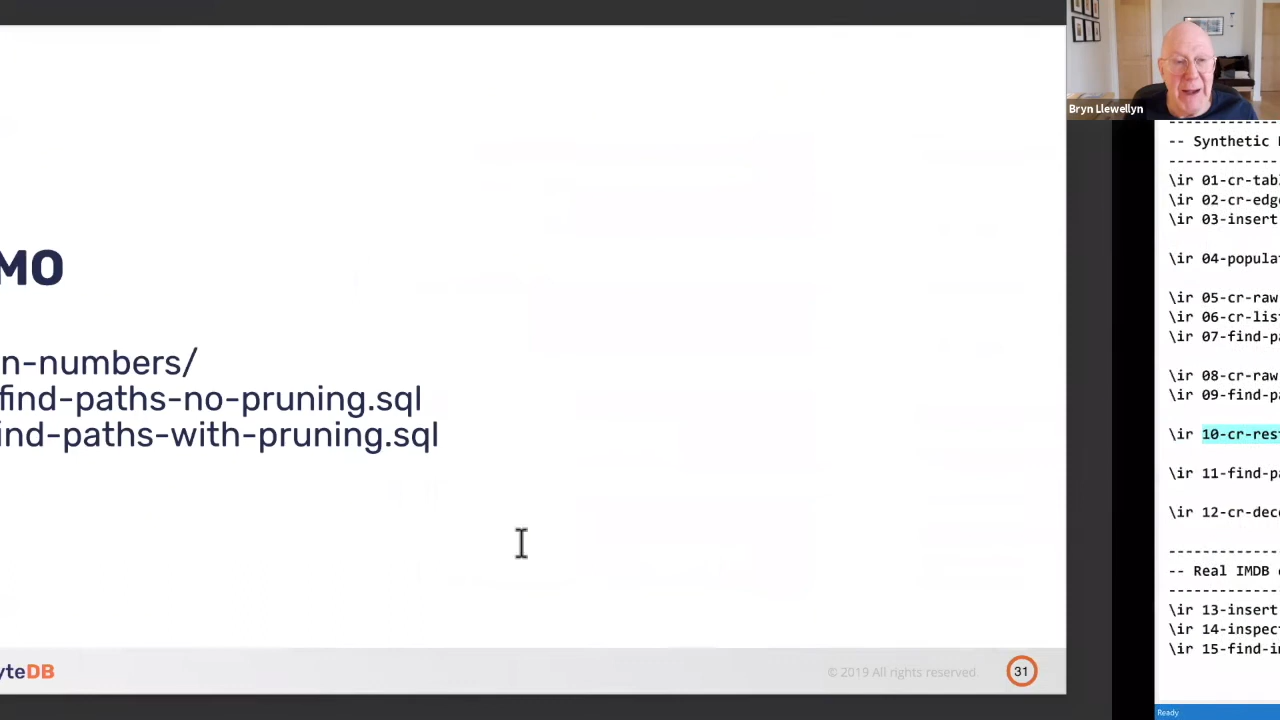 MO
n-numbers/
find-paths-no-pruning.sql
ind-paths-with-pruning.sql
yteDB
© 2019 All rights reserved
31
Bryn Llewellyn
-- Synthetic
\ir 01-cr-tab
\ir 02-cr-edg
\ir 03-insert
\ir 04-popula
\ir 05-cr-raw
\ir 06-cr-lis
\ir 07-find-p
\ir 08-cr-raw
\ir 09-find-p
\ir 10-cr-res
\ir 11-find-p
\ir 12-cr-dec
-- Real IMDB
\ir 13-insert
\ir 14-inspec
\ir 15-find-i
Ready